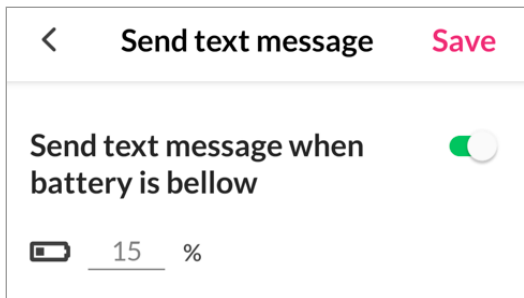 Send text message Save
Send text message when
battery is bellow
15 %